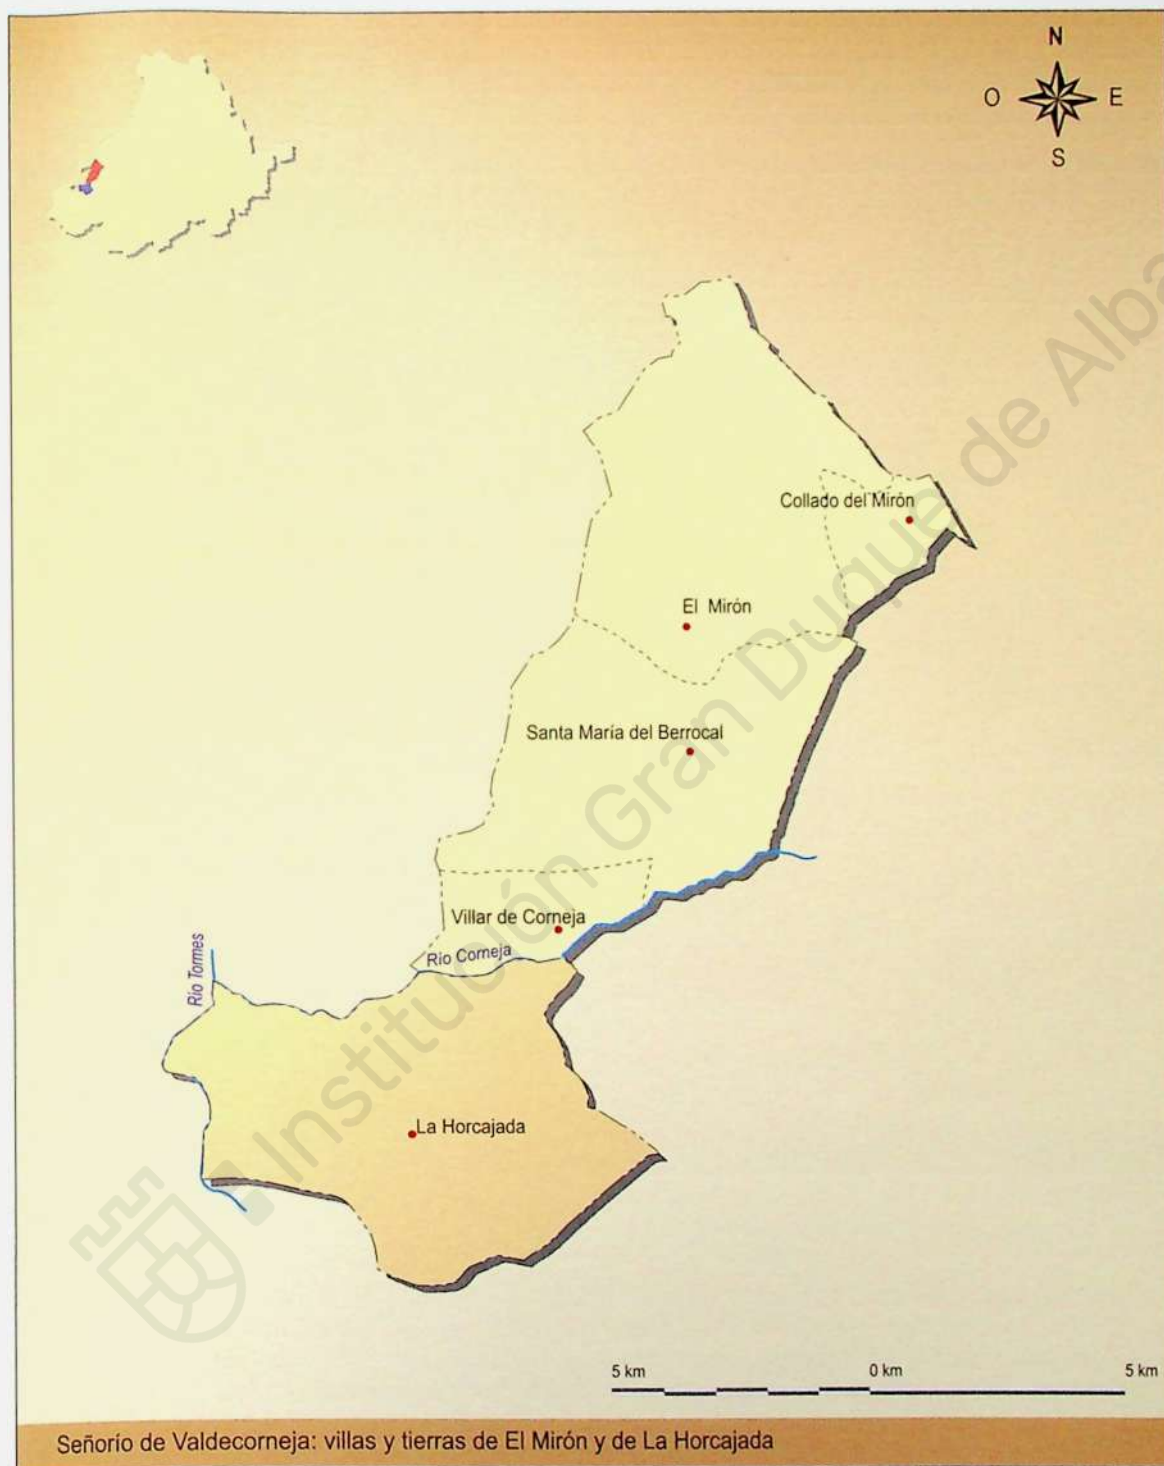 N
O E
S
Collado del Mirón
El Mirón
Santa María del Berrocal
Villar de Corneja
Río Corneja
Río Tormes
La Horcajada
5 km 0 km 5 km
Señorío de Valdecorneja: villas y tierras de El Mirón y de La Horcajada
Institución Gran Duque de Alba